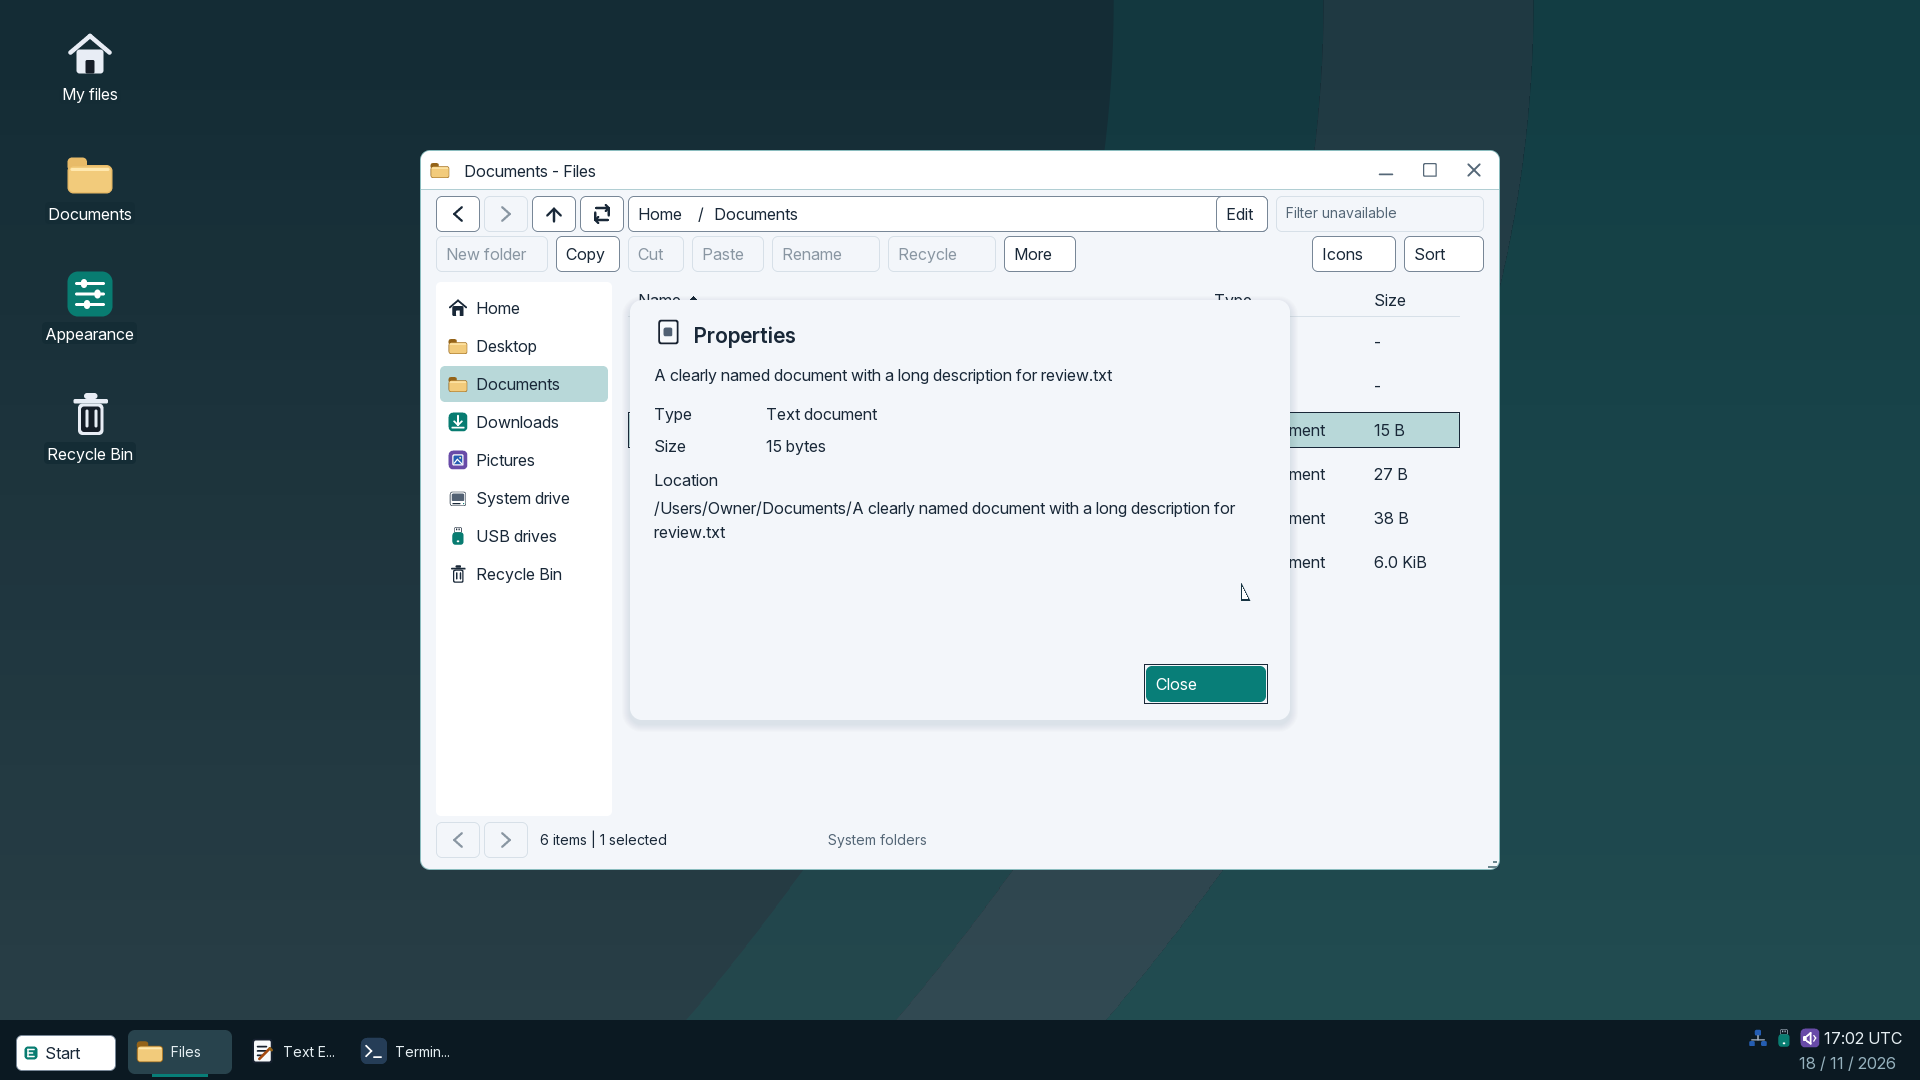 My files
Documents
Appearance
Recycle Bin
Documents - Files
Home / Documents
Edit
Filter unavailable
New folder
Copy
Cut
Paste
Rename
Recycle
More
Icons
Sort
Home
Desktop
Documents
Downloads
Pictures
System drive
USB drives
Recycle Bin
Name
Type
Size
-
-
ment
15 B
ment
27 B
ment
38 B
ment
6.0 KiB
Properties
A clearly named document with a long description for review.txt
Type
Text document
Size
15 bytes
Location
/Users/Owner/Documents/A clearly named document with a long description for
review.txt
Close
6 items | 1 selected
System folders
Start
Files
Text E...
Termin...
17:02 UTC
18 / 11 / 2026